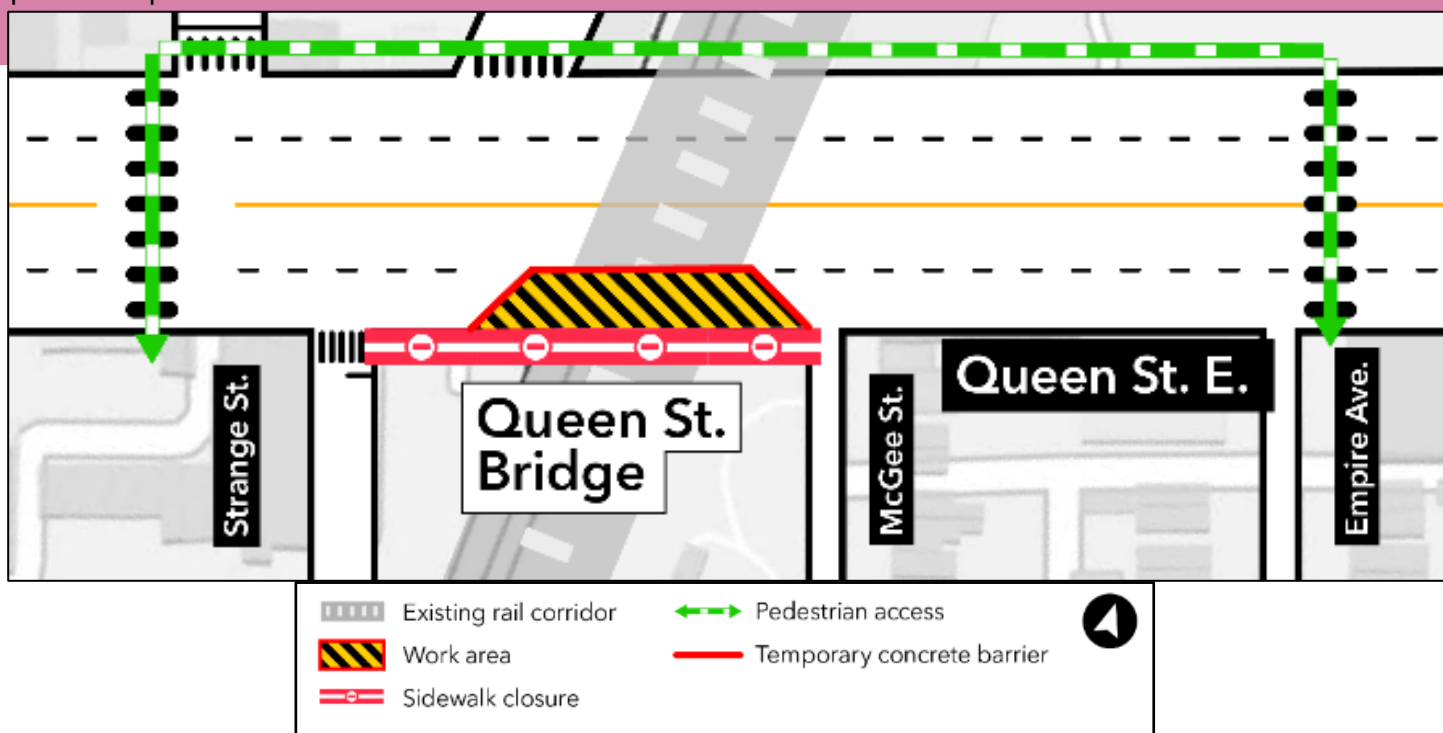 Strange St.
Queen St.
Bridge
McGee St.
Queen St. E.
Empire Ave.
Existing rail corridor
Pedestrian access
Work area
Temporary concrete barrier
Sidewalk closure